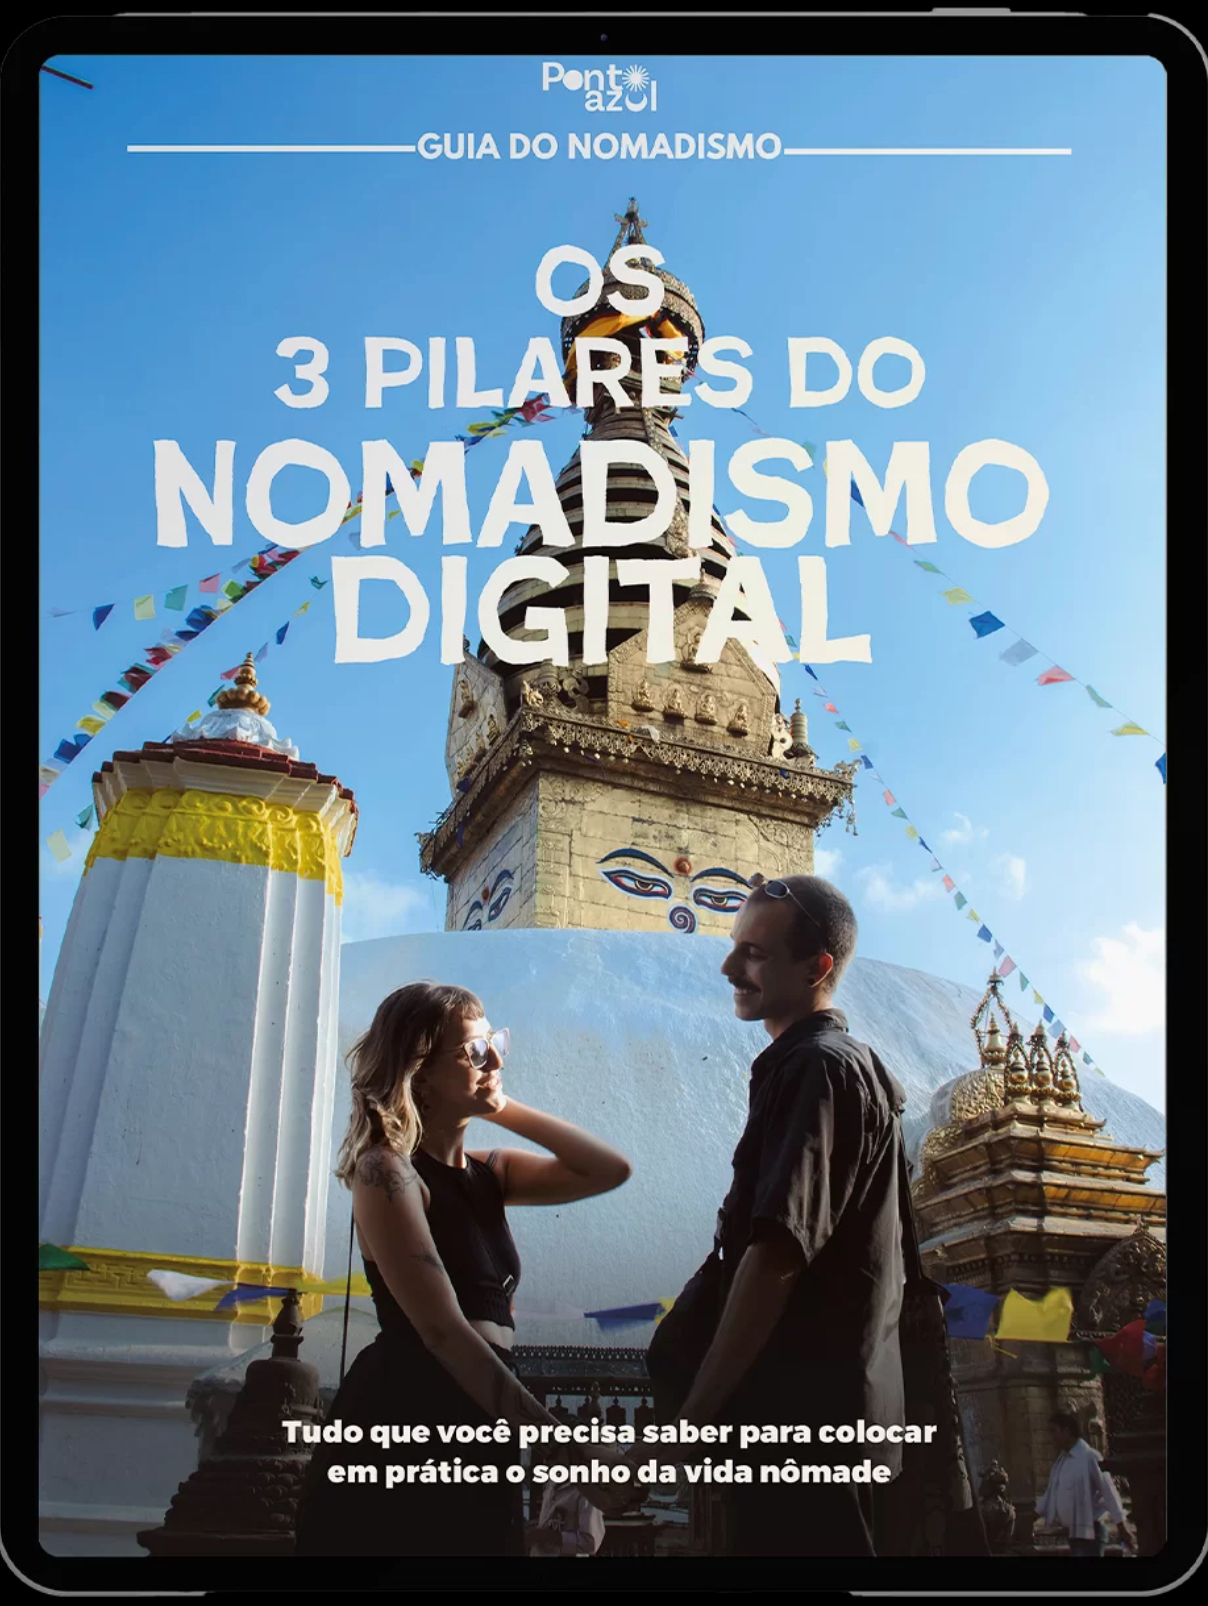 Ponto
azul
GUIA DO NOMADISMO
OS
3 PILARES DO
NOMADISMO
DIGITAL
Tudo que você precisa saber para colocar
em prática o sonho da vida nômade